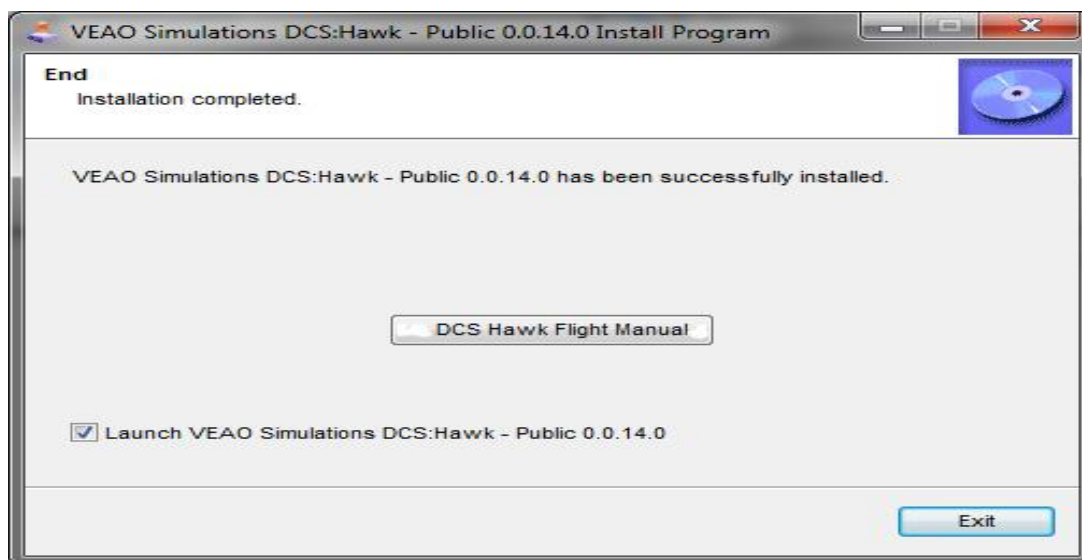 VEAO Simulations DCS:Hawk - Public 0.0.14.0 Install Program
End
Installation completed.
VEAO Simulations DCS:Hawk - Public 0.0.14.0 has been successfully installed.
DCS Hawk Flight Manual
Launch VEAO Simulations DCS:Hawk - Public 0.0.14.0
Exit